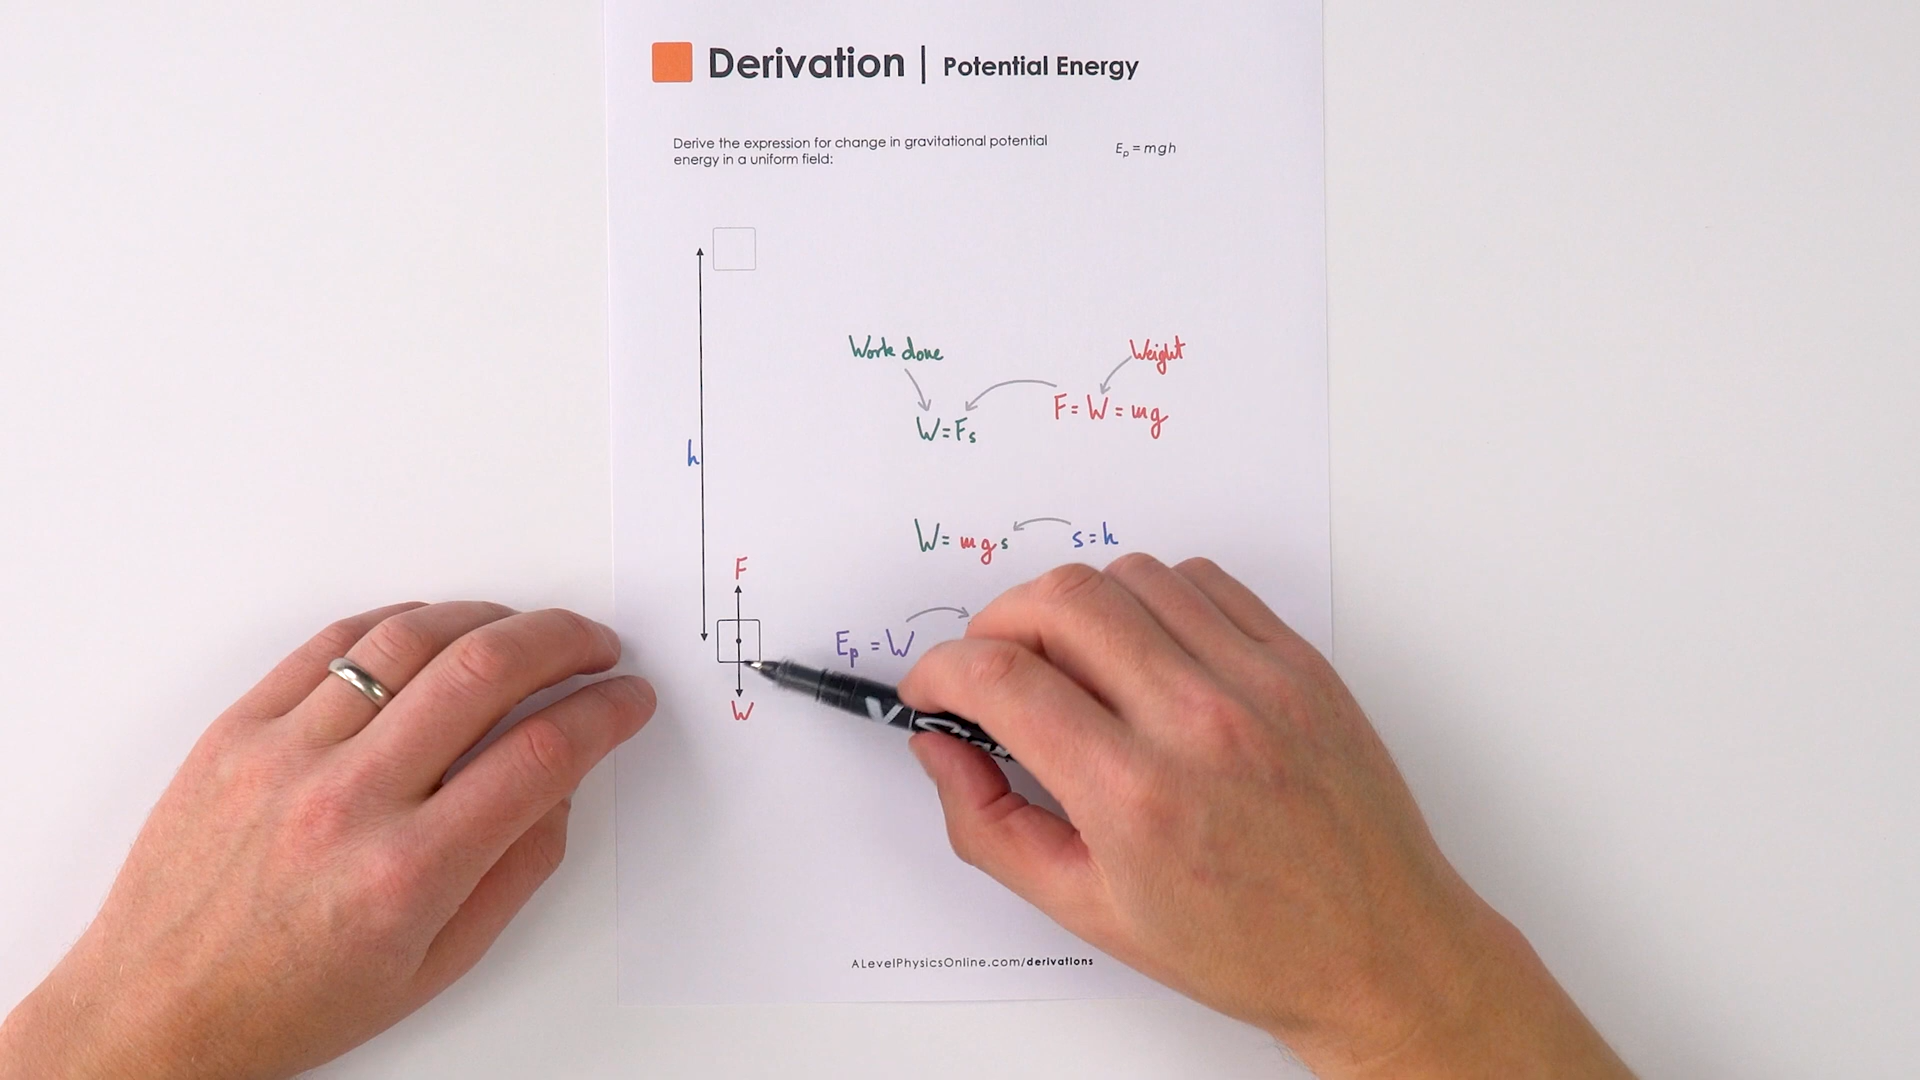 Derivation | Potential Energy
Derive the expression for change in gravitational potential
energy in a uniform field:
Ep = mgh
Work done
Weight
F = W = mg
W = Fs
h
W = mgs
s = h
F
Ep = W
W
ALevelPhysicsOnline.com/derivations